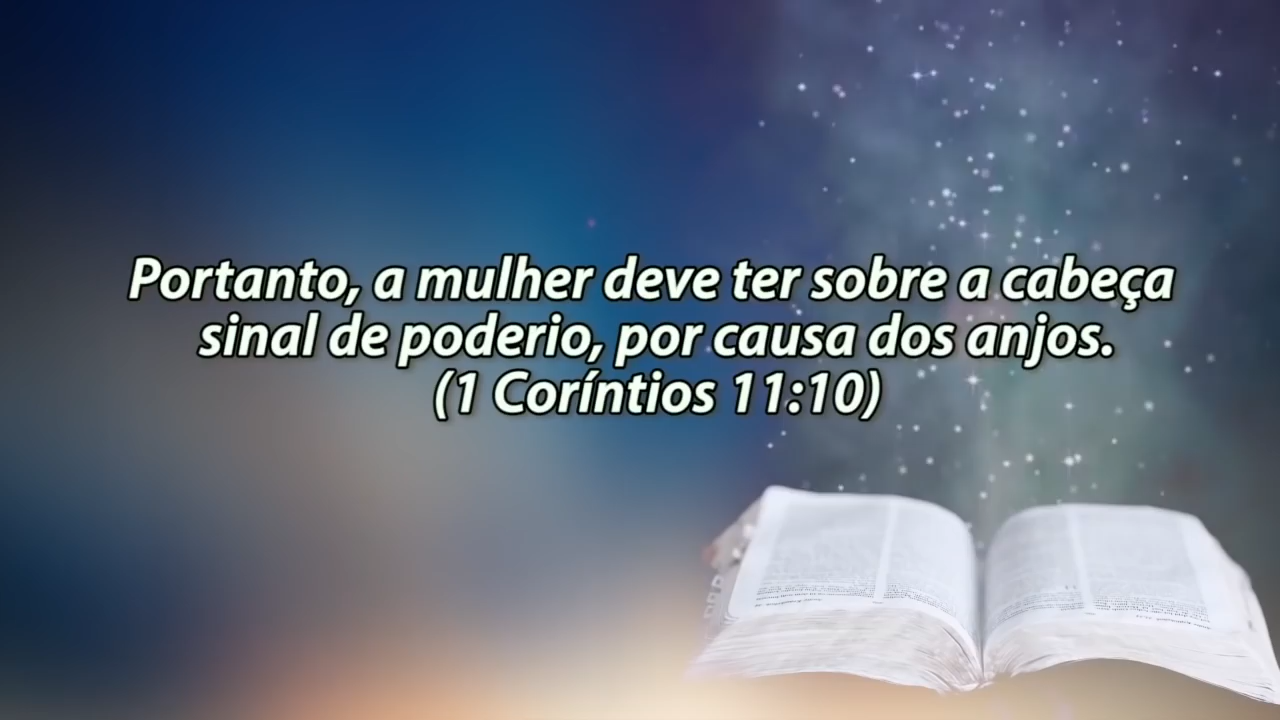 Portanto, a mulher deve ter sobre a cabeça
sinal de poderio, por causa dos anjos.
(1 Coríntios 11:10)